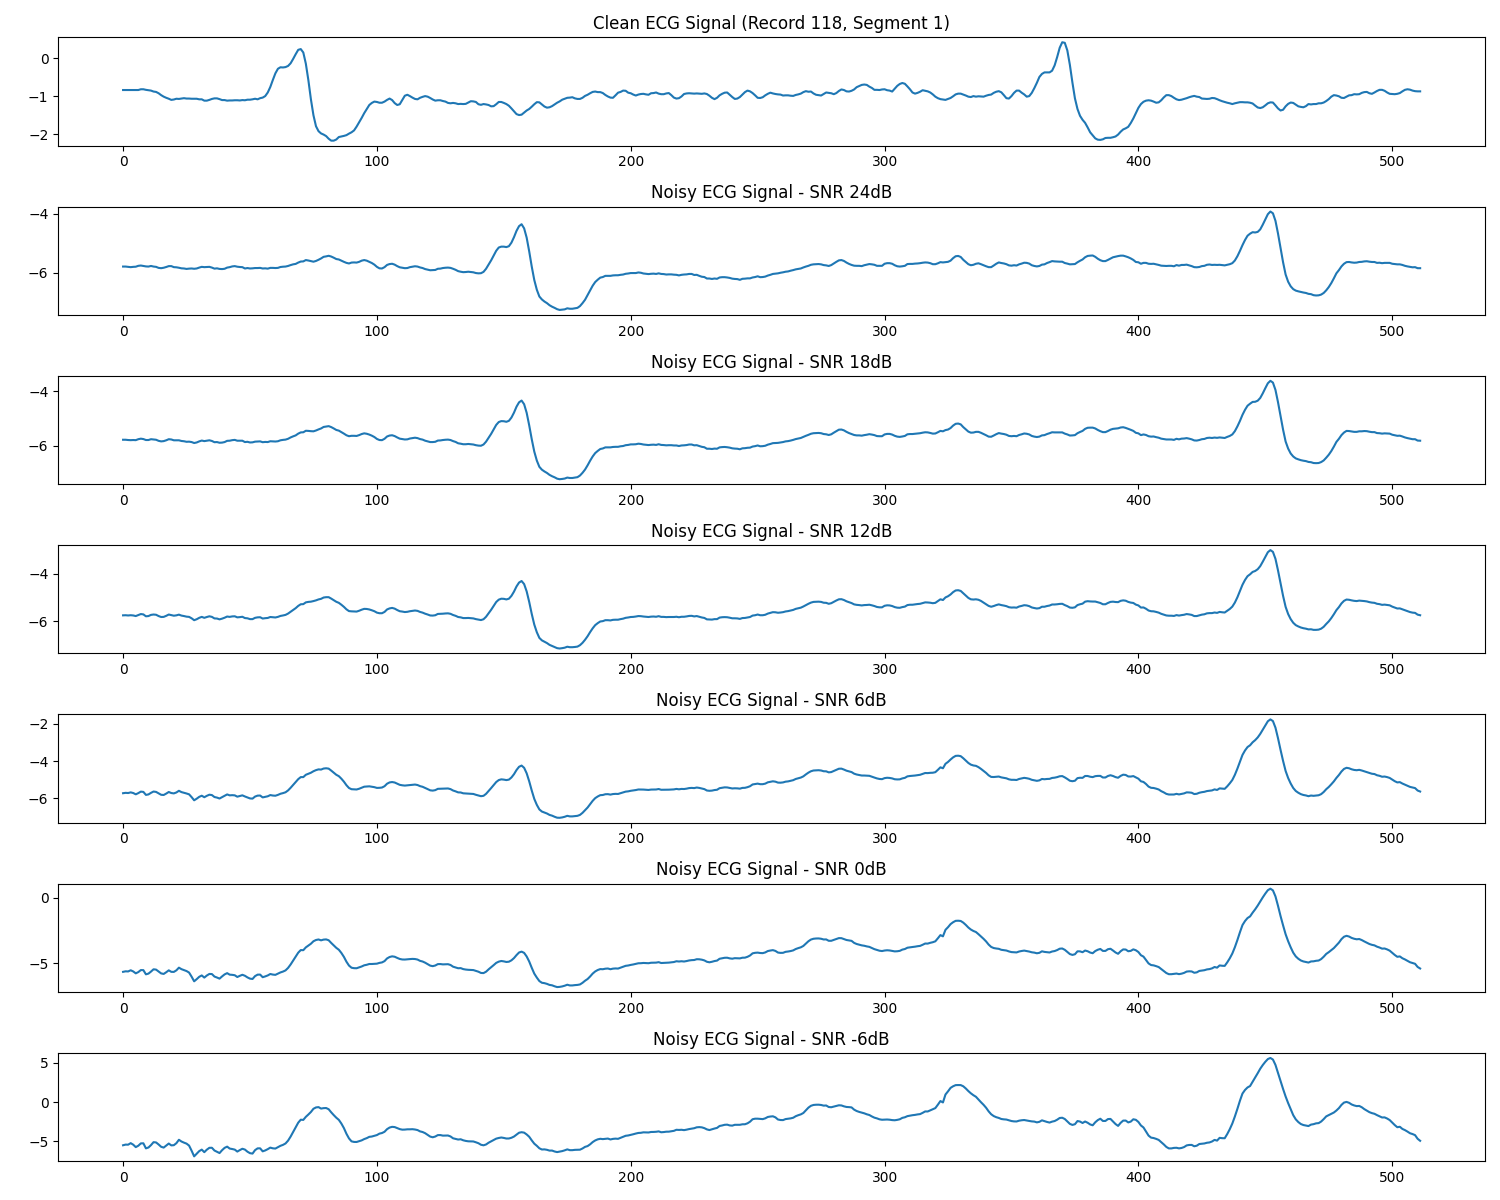 Clean ECG Signal (Record 118, Segment 1)
0
−1
−2
0 100 200 300 400 500
Noisy ECG Signal - SNR 24dB
−4
−6
0 100 200 300 400 500
Noisy ECG Signal - SNR 18dB
−4
−6
0 100 200 300 400 500
Noisy ECG Signal - SNR 12dB
−4
−6
0 100 200 300 400 500
Noisy ECG Signal - SNR 6dB
−2
−4
−6
0 100 200 300 400 500
Noisy ECG Signal - SNR 0dB
0
−5
0 100 200 300 400 500
Noisy ECG Signal - SNR -6dB
5
0
−5
0 100 200 300 400 500